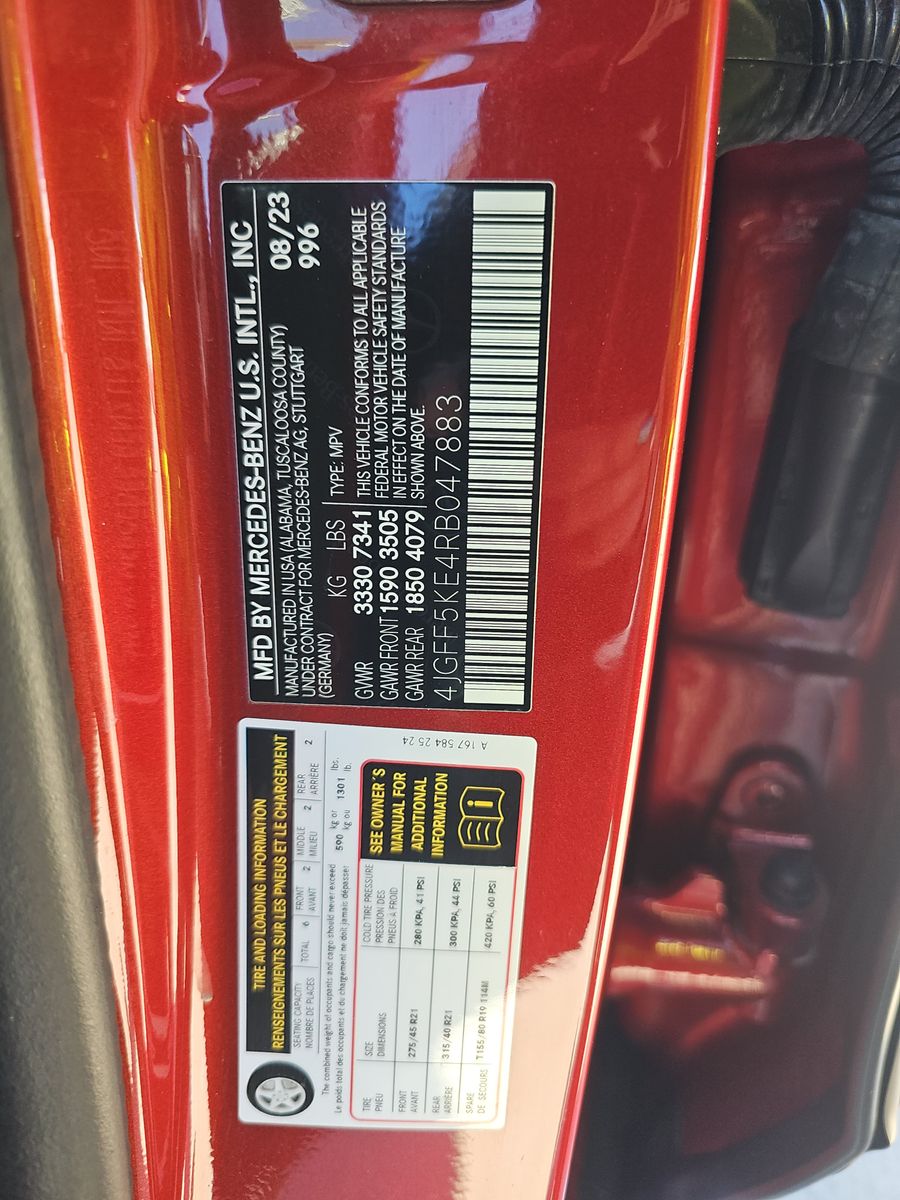 MFD BY MERCEDES-BENZ U.S. INTL., INC
MANUFACTURED IN USA (ALABAMA, TUSCALOOSA COUNTY) 08/23
UNDER CONTRACT FOR MERCEDES-BENZ AG, STUTTGART 996
(GERMANY)
KG LBS TYPE: MPV
GVWR 3330 7341 THIS VEHICLE CONFORMS TO ALL APPLICABLE
GAWR FRONT 1590 3505 FEDERAL MOTOR VEHICLE SAFETY STANDARDS
IN EFFECT ON THE DATE OF MANUFACTURE
GAWR REAR 1850 4079 SHOWN ABOVE.
4JGFF5KE4RB047883
TIRE AND LOADING INFORMATION
RENSEIGNEMENTS SUR LES PNEUS ET LE CHARGEMENT
SEATING CAPACITY TOTAL 6 FRONT 2 MIDDLE 2 REAR 2
NOMBRE DE PLACES AVANT MILIEU ARRIÈRE
The combined weight of occupants and cargo should never exceed 590 kg or 1301 lbs.
Le poids total des occupants et du chargement ne doit jamais dépasser kg ou lb.
TIRE SIZE COLD TIRE PRESSURE
PNEU DIMENSIONS PRESSION DES
PNEUS À FROID
FRONT 275/45 R21 280 KPA, 41 PSI
AVANT
REAR 315/40 R21 300 KPA, 44 PSI
ARRIÈRE
SPARE T155/80 R19 114M 420 KPA, 60 PSI
DE SECOURS
SEE OWNER'S
MANUAL FOR
ADDITIONAL
INFORMATION
A 167 584 25 24